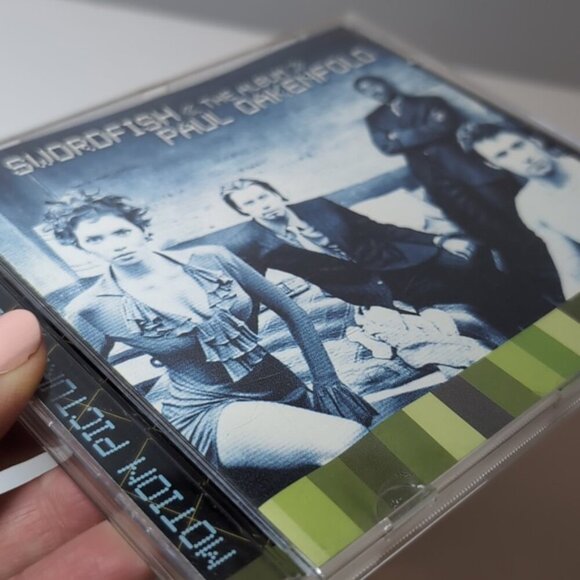 SWORDFISH << THE ALBUM >>
PAUL OAKENFOLD
MOTION PICTU